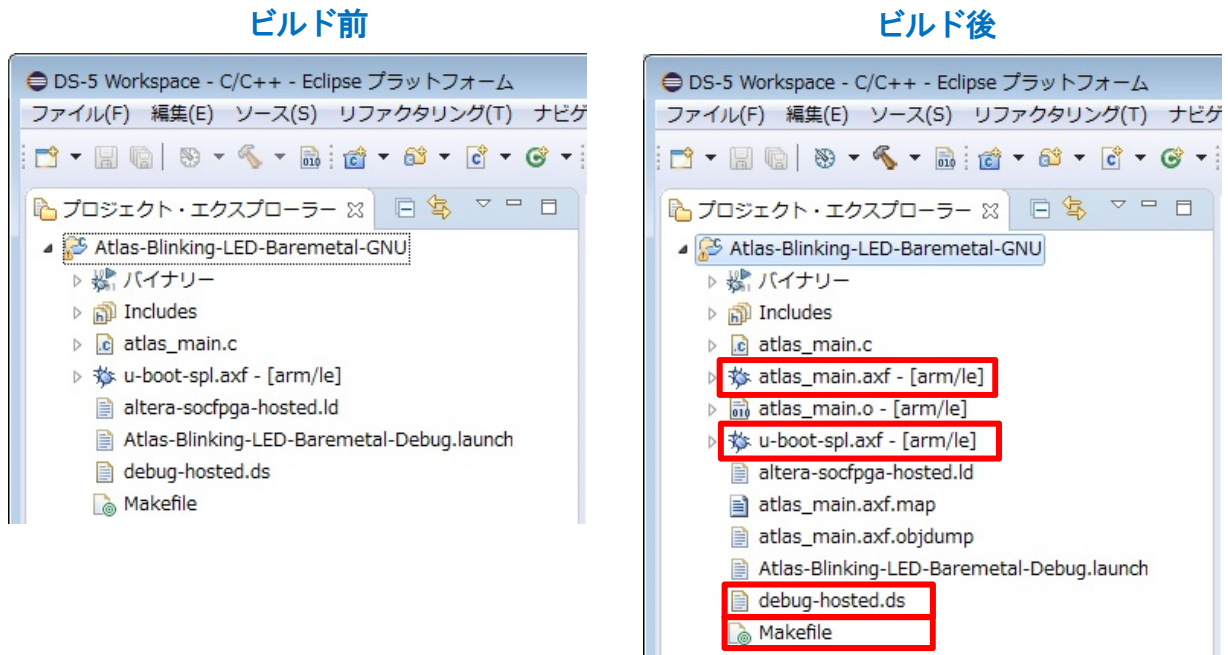 ビルド前
DS-5 Workspace - C/C++ - Eclipse プラットフォーム
ファイル(F) 編集(E) ソース(S) リファクタリング(T) ナビゲ
プロジェクト・エクスプローラー
Atlas-Blinking-LED-Baremetal-GNU
バイナリー
Includes
atlas_main.c
u-boot-spl.axf - [arm/le]
altera-socfpga-hosted.ld
Atlas-Blinking-LED-Baremetal-Debug.launch
debug-hosted.ds
Makefile
ビルド後
DS-5 Workspace - C/C++ - Eclipse プラットフォーム
ファイル(F) 編集(E) ソース(S) リファクタリング(T) ナビゲ
プロジェクト・エクスプローラー
Atlas-Blinking-LED-Baremetal-GNU
バイナリー
Includes
atlas_main.c
atlas_main.axf - [arm/le]
atlas_main.o - [arm/le]
u-boot-spl.axf - [arm/le]
altera-socfpga-hosted.ld
atlas_main.axf.map
atlas_main.axf.objdump
Atlas-Blinking-LED-Baremetal-Debug.launch
debug-hosted.ds
Makefile